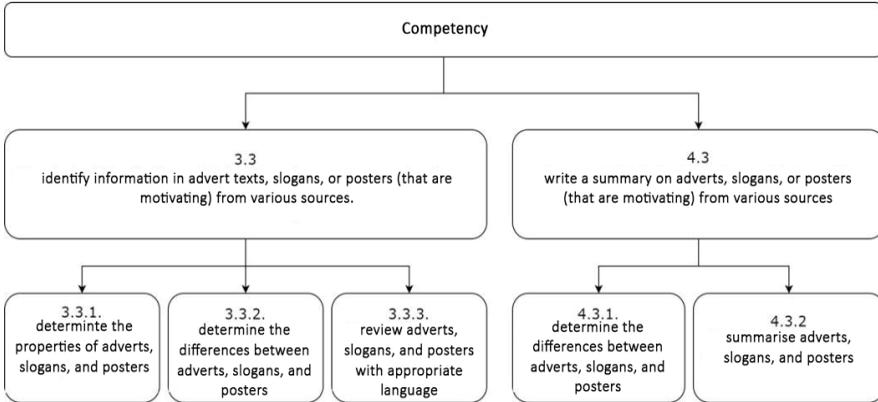 Competency
3.3
identify information in advert texts, slogans, or posters (that are
motivating) from various sources.
4.3
write a summary on adverts, slogans, or posters
(that are motivating) from various sources
3.3.1.
determinte the
properties of adverts,
slogans, and posters
3.3.2.
determine the
differences between
adverts, slogans, and
posters
3.3.3.
review adverts,
slogans, and posters
with appropriate
language
4.3.1.
determine the
differences between
adverts, slogans, and
posters
4.3.2
summarise adverts,
slogans, and posters